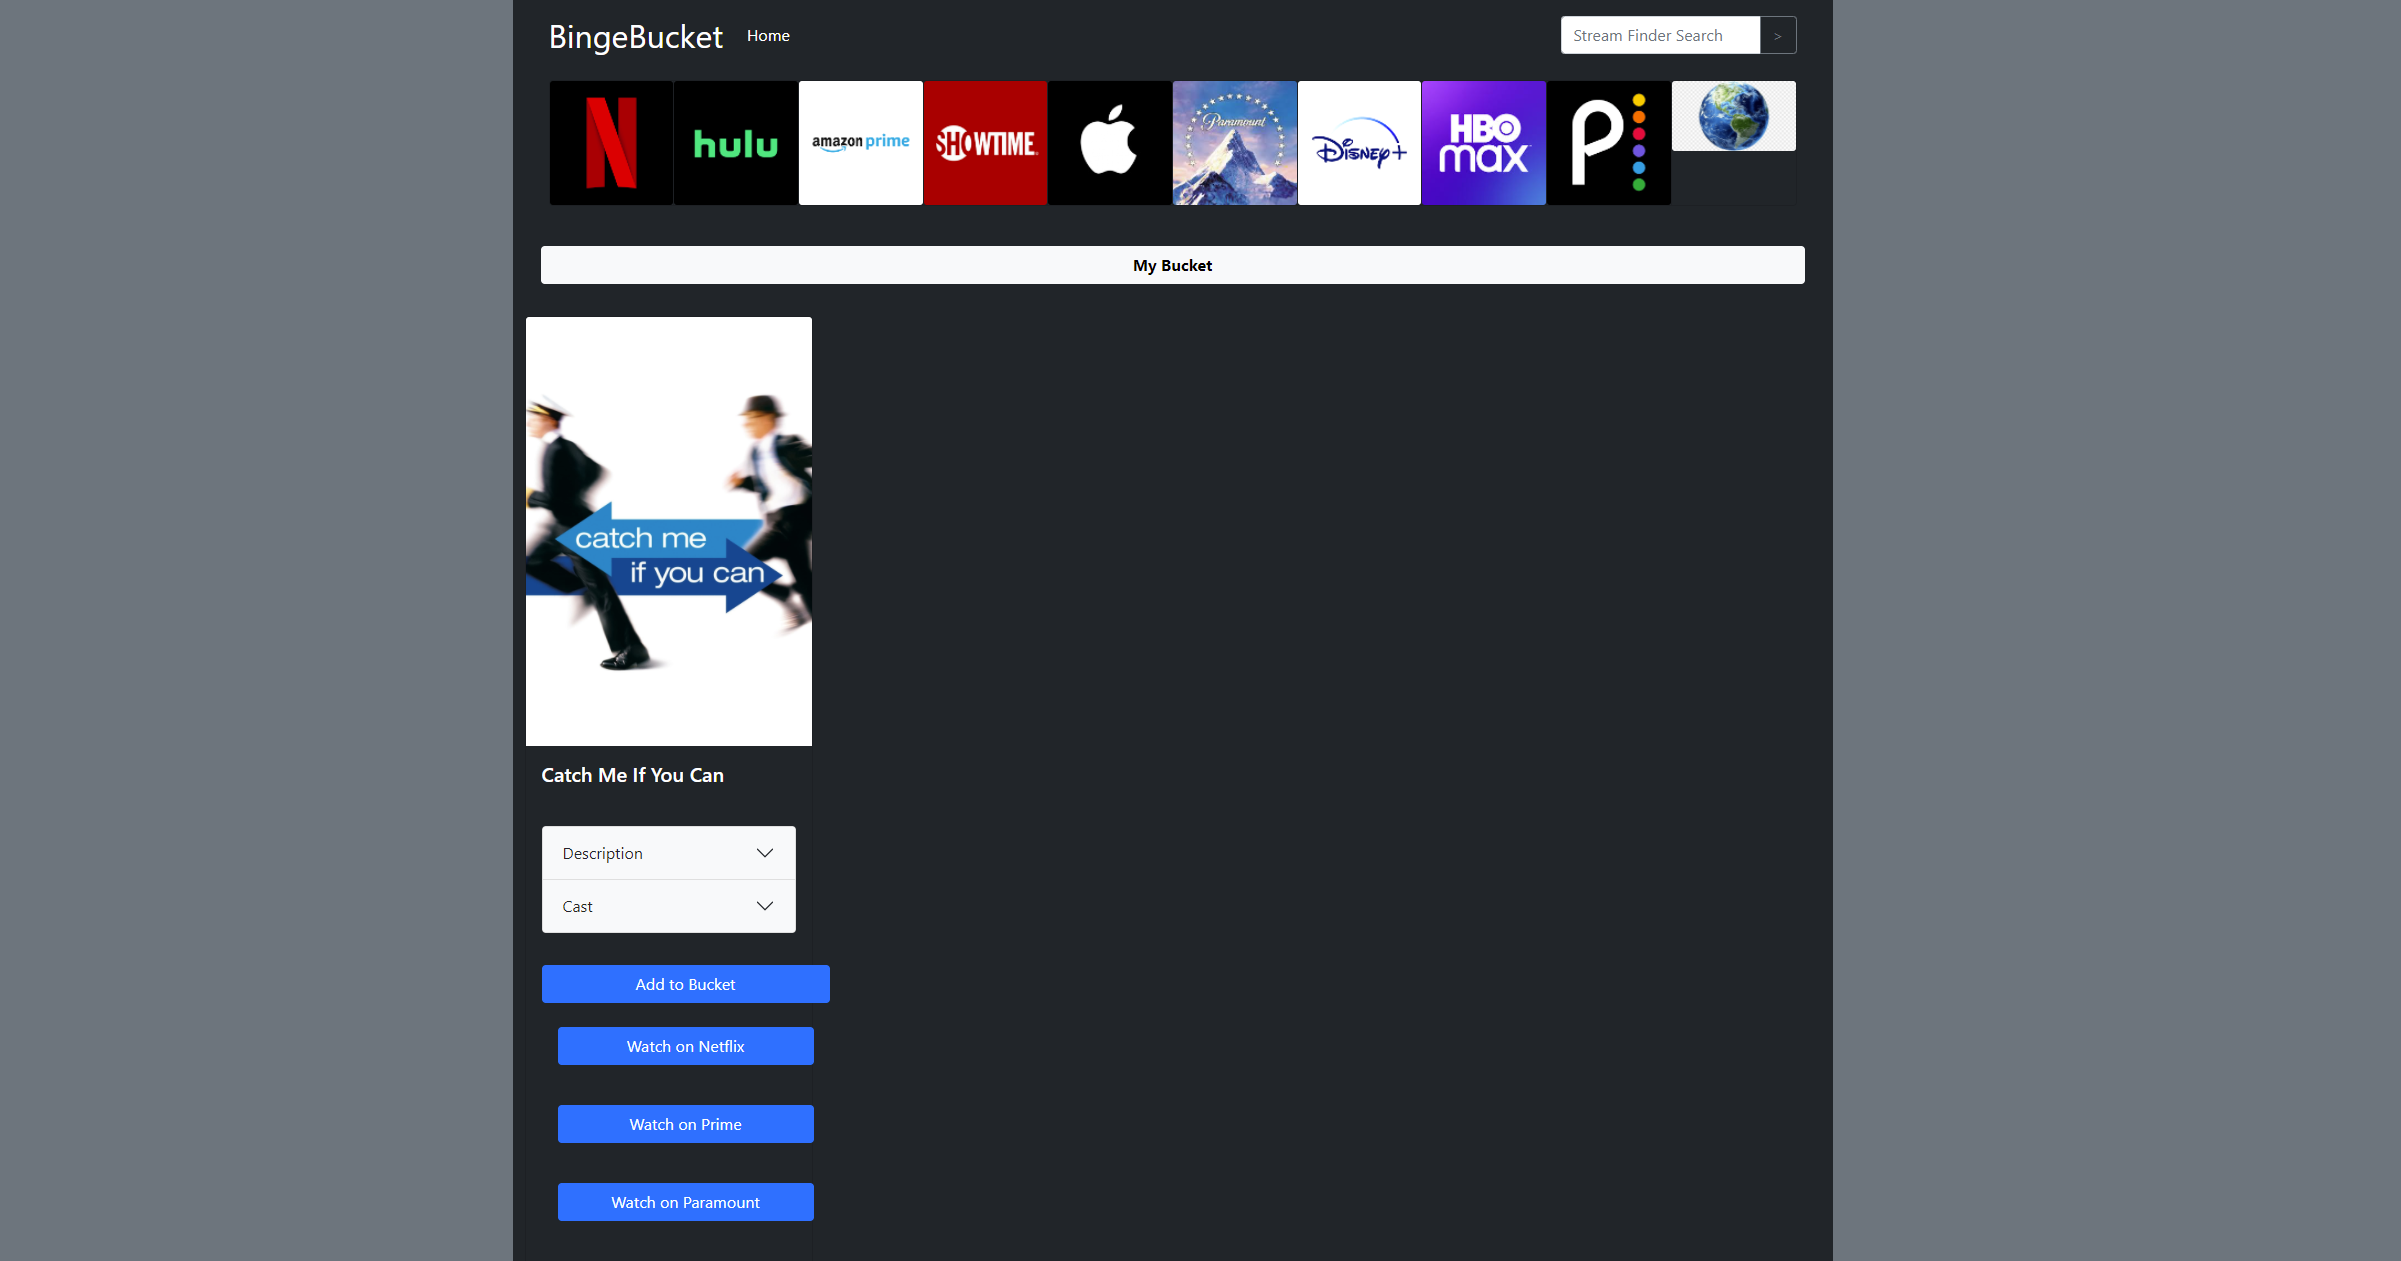 BingeBucket
Home
Stream Finder Search
>
N
hulu
amazon prime
SHOWTIME
Paramount
Disney+
HBO
max
P
My Bucket
catch me
if you can
Catch Me If You Can
Description
Cast
Add to Bucket
Watch on Netflix
Watch on Prime
Watch on Paramount